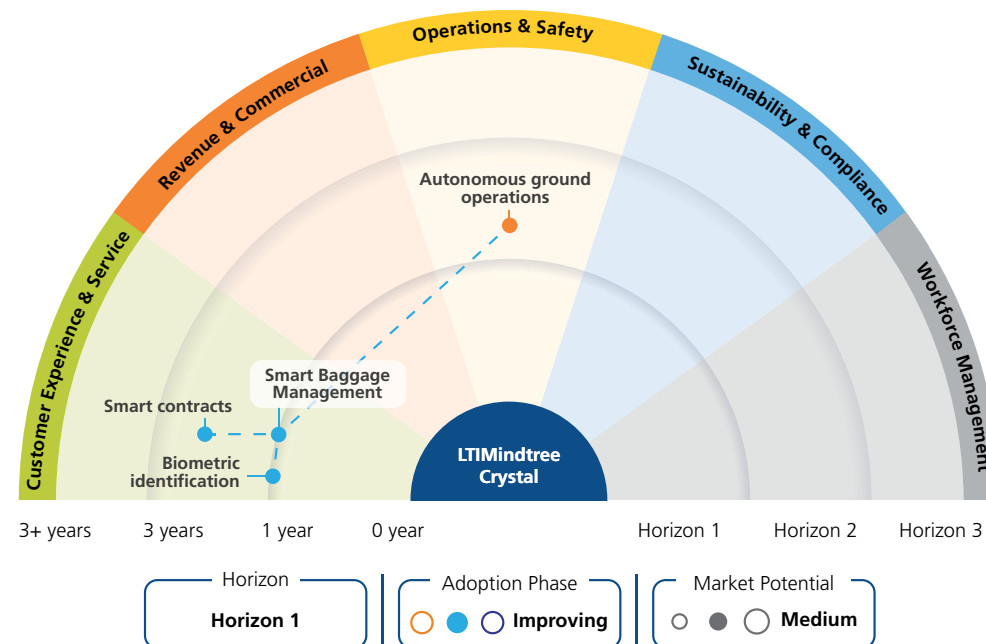 Operations & Safety
Revenue & Commercial
Sustainability & Compliance
Customer Experience & Service
Workforce Management
Autonomous ground
operations
Smart Baggage
Management
Smart contracts
Biometric
identification
LTIMindtree
Crystal
3+ years
3 years
1 year
0 year
Horizon 1
Horizon 2
Horizon 3
Horizon
Horizon 1
Adoption Phase
Improving
Market Potential
Medium